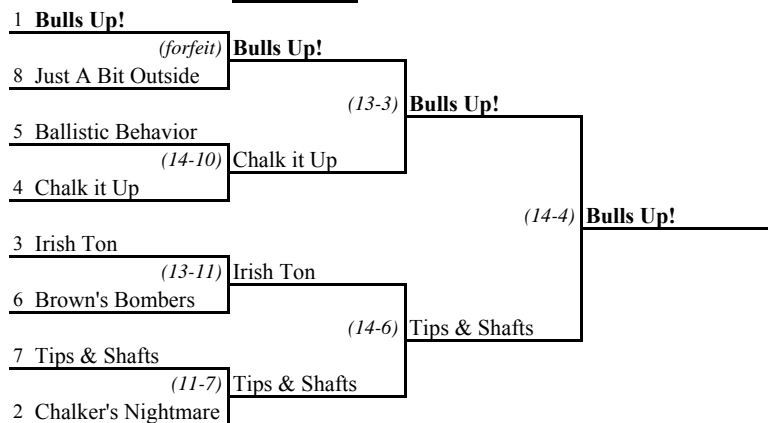 1 Bulls Up!
(forfeit) Bulls Up!
8 Just A Bit Outside
(13-3) Bulls Up!
5 Ballistic Behavior
(14-10) Chalk it Up
4 Chalk it Up
(14-4) Bulls Up!
3 Irish Ton
(13-11) Irish Ton
6 Brown's Bombers
(14-6) Tips & Shafts
7 Tips & Shafts
(11-7) Tips & Shafts
2 Chalker's Nightmare